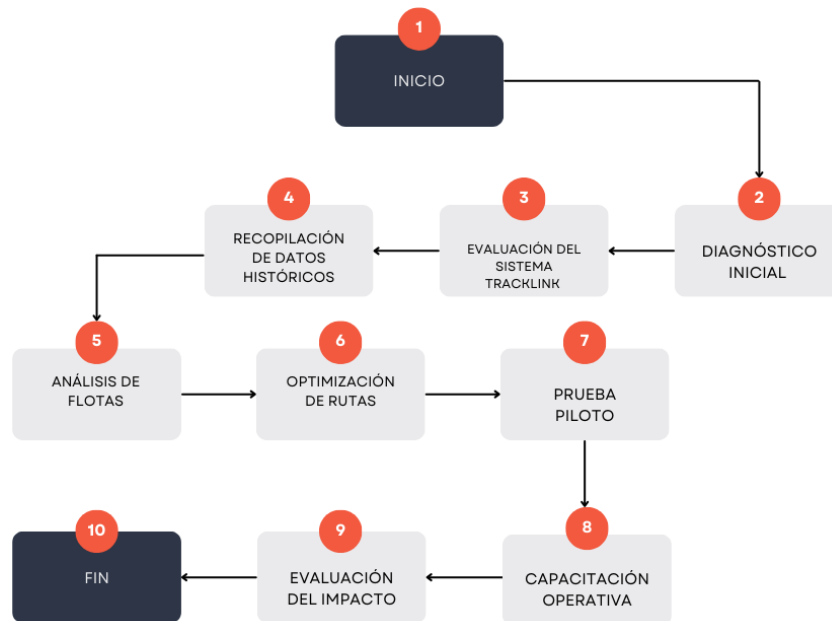 1
INICIO
2
DIAGNÓSTICO
INICIAL
3
EVALUACIÓN DEL
SISTEMA
TRACKLINK
4
RECOPILACIÓN
DE DATOS
HISTÓRICOS
5
ANÁLISIS DE
FLOTAS
6
OPTIMIZACIÓN
DE RUTAS
7
PRUEBA
PILOTO
8
CAPACITACIÓN
OPERATIVA
9
EVALUACIÓN
DEL IMPACTO
10
FIN